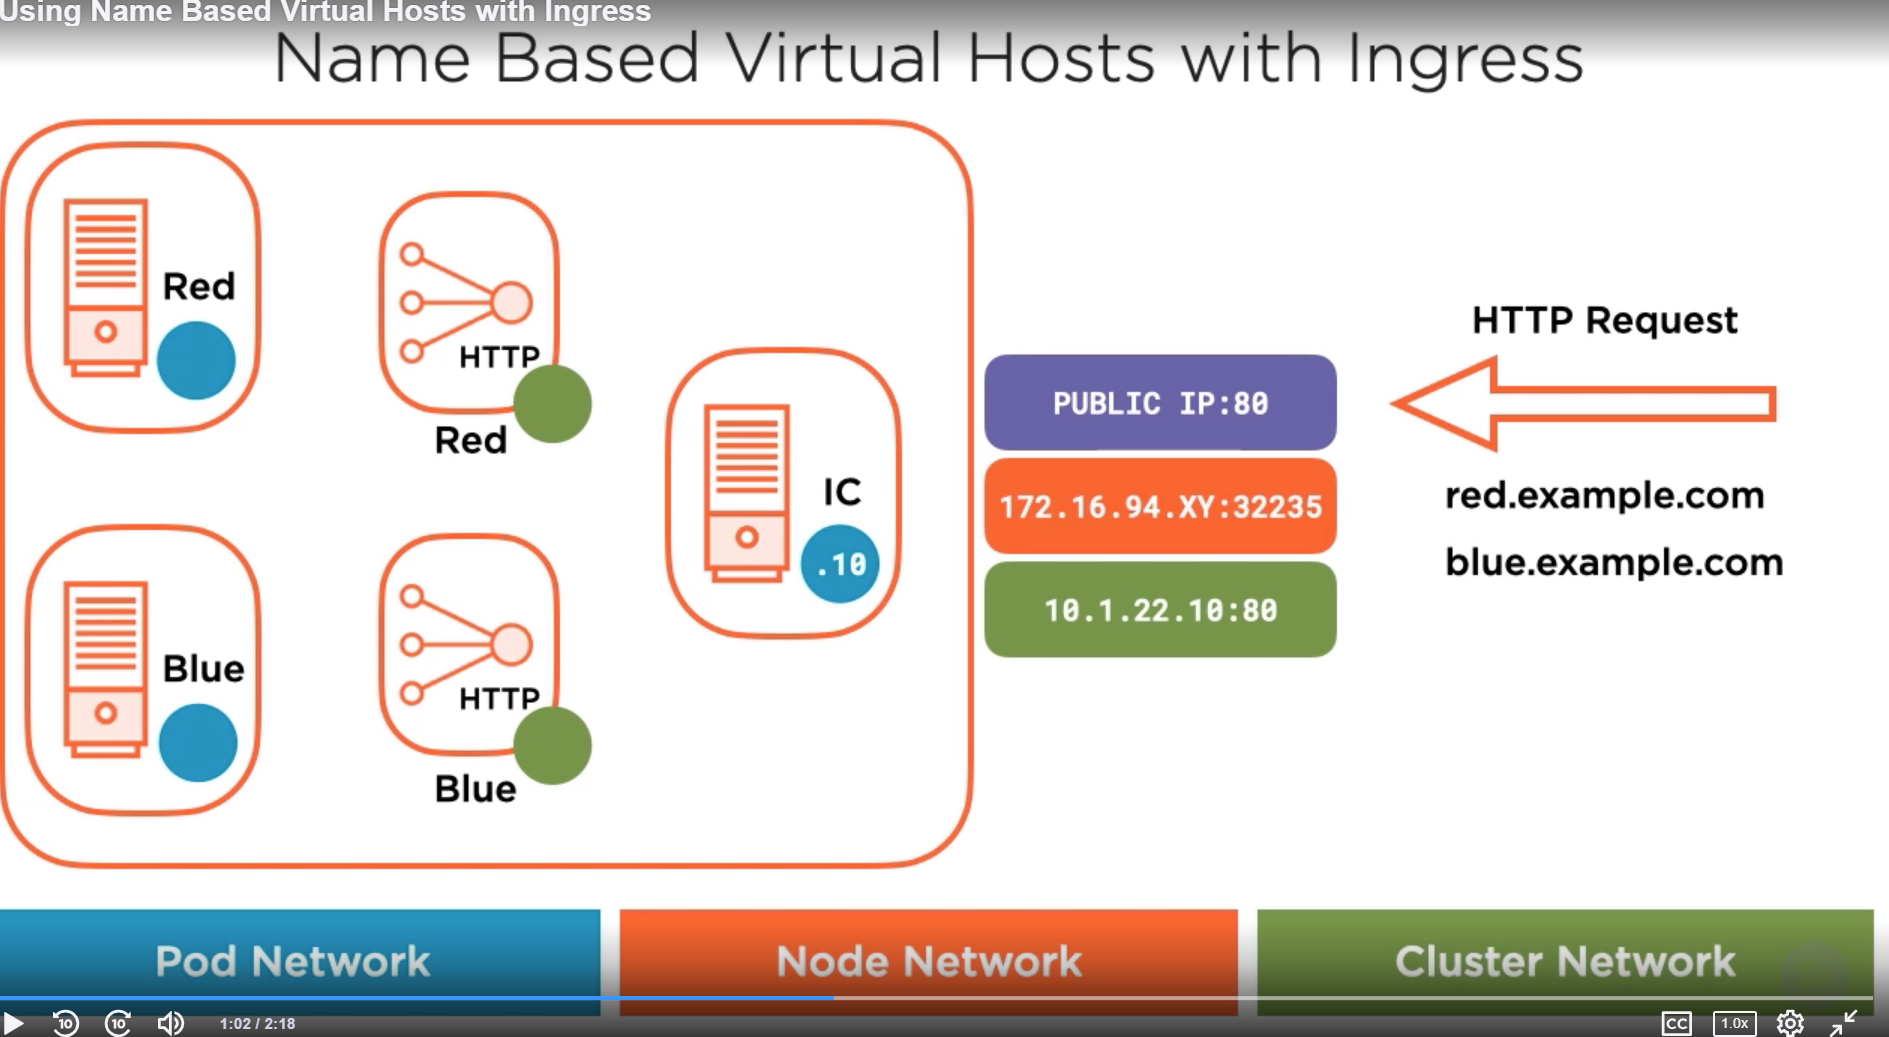 Using Name Based Virtual Hosts with Ingress
Name Based Virtual Hosts with Ingress
Red
HTTP
Red
Blue
HTTP
Blue
IC
.10
PUBLIC IP:80
172.16.94.XY:32235
10.1.22.10:80
HTTP Request
red.example.com
blue.example.com
Pod Network
Node Network
Cluster Network
10
10
1:02 / 2:18
CC
1.0x